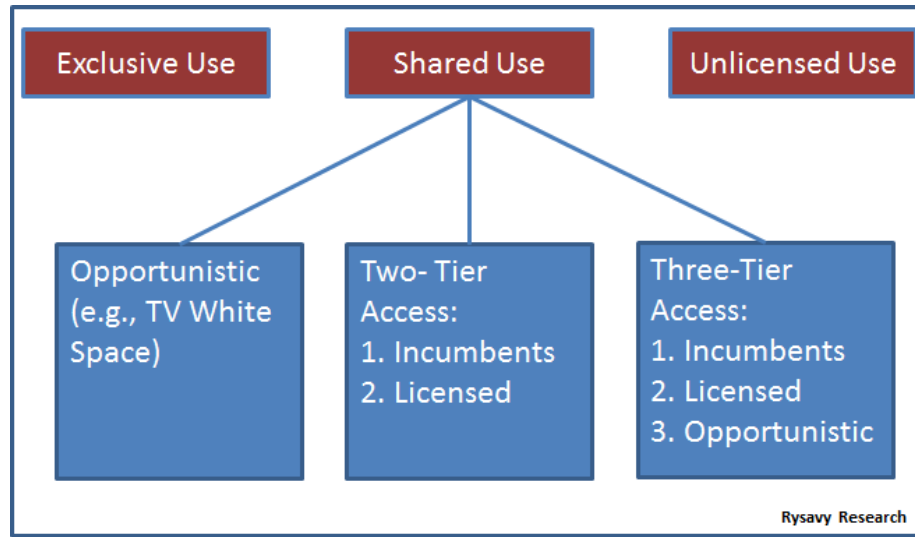 Exclusive Use
Shared Use
Unlicensed Use
Opportunistic
(e.g., TV White
Space)
Two- Tier
Access:
1. Incumbents
2. Licensed
Three-Tier
Access:
1. Incumbents
2. Licensed
3. Opportunistic
Rysavy Research